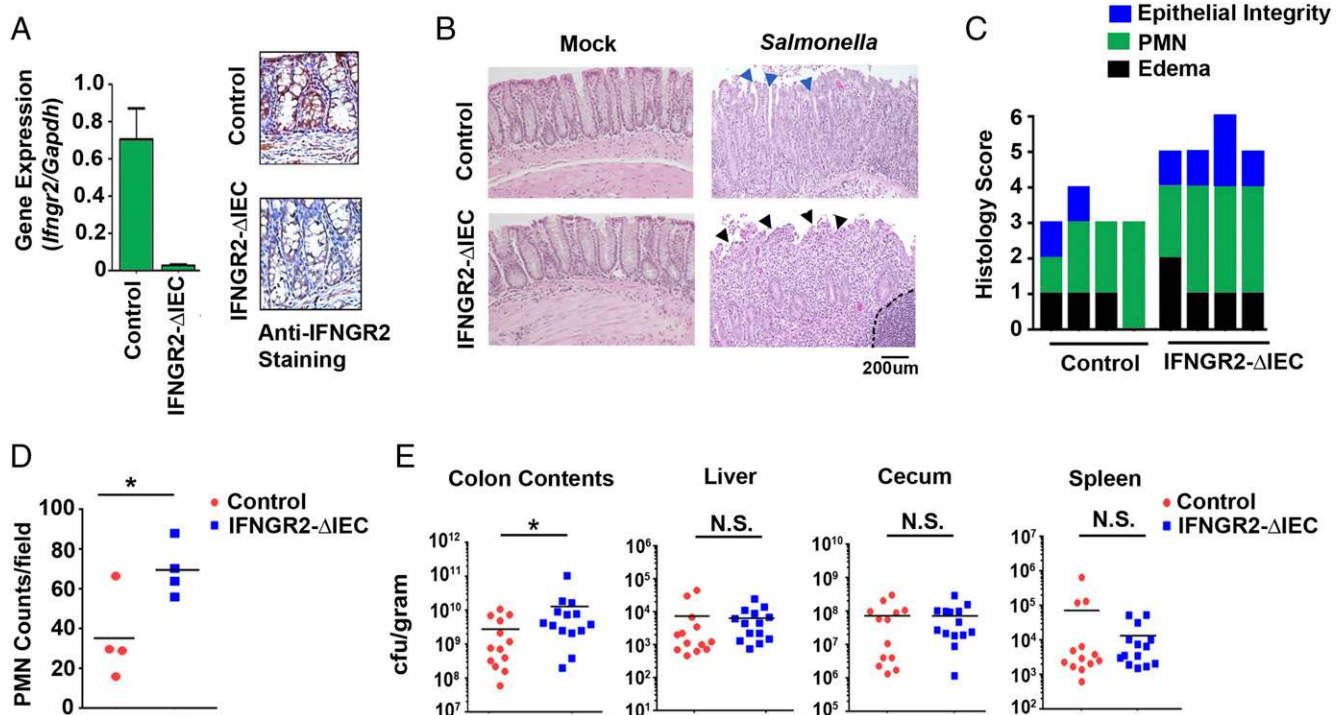 A
Gene Expression
(Ifngr2/Gapdh)
1.0
0.8
0.6
0.4
0.2
0
Control
IFNGR2-ΔIEC
Control
IFNGR2-ΔIEC
Anti-IFNGR2
Staining
B
Mock
Salmonella
Control
IFNGR2-ΔIEC
200um
C
Epithelial Integrity
PMN
Edema
Histology Score
6
5
4
3
2
1
0
Control
IFNGR2-ΔIEC
D
*
Control
IFNGR2-ΔIEC
PMN Counts/field
100
80
60
40
20
0
E
cfu/gram
Colon Contents
*
10¹²
10¹¹
10¹⁰
10⁹
10⁸
10⁷
Liver
N.S.
10⁶
10⁵
10⁴
10³
10²
10¹
Cecum
N.S.
10¹⁰
10⁹
10⁸
10⁷
10⁶
10⁵
Spleen
N.S.
10⁷
10⁶
10⁵
10⁴
10³
10²
Control
IFNGR2-ΔIEC